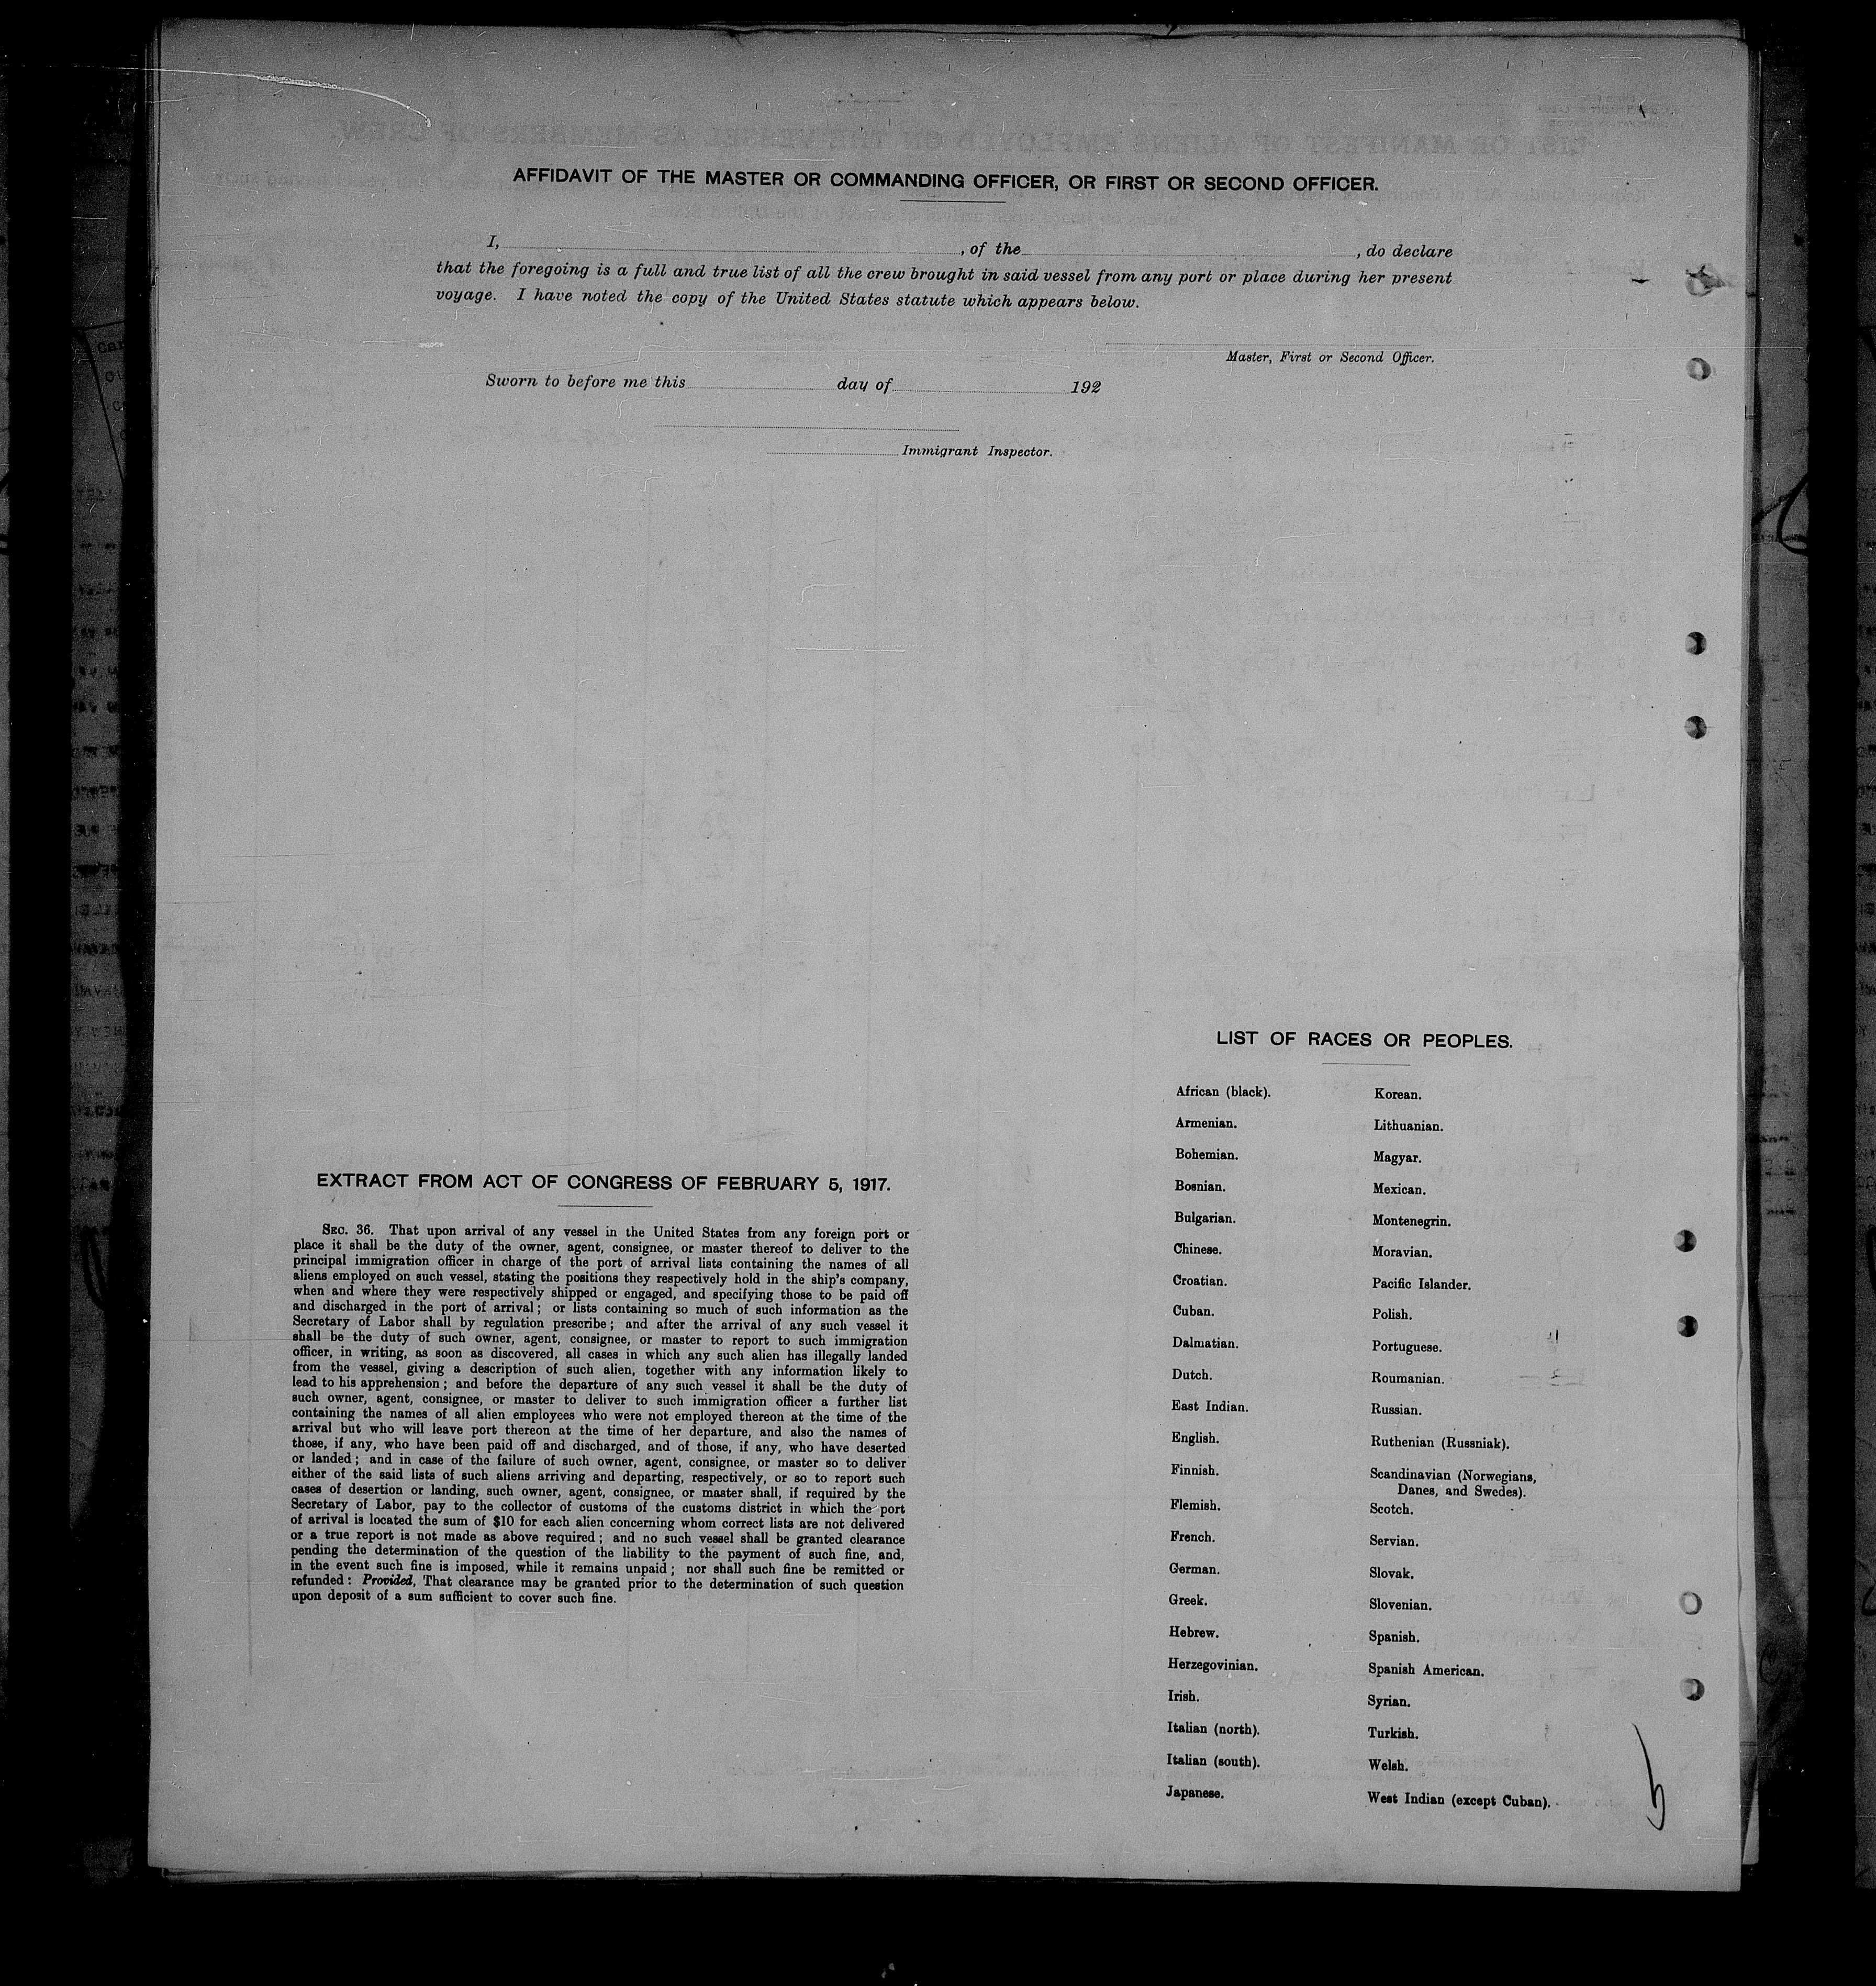 AFFIDAVIT OF THE MASTER OR COMMANDING OFFICER, OR FIRST OR SECOND OFFICER.
I, , of the , do declare
that the foregoing is a full and true list of all the crew brought in said vessel from any port or place during her present
voyage. I have noted the copy of the United States statute which appears below.
Master, First or Second Officer.
Sworn to before me this day of 192
Immigrant Inspector.
EXTRACT FROM ACT OF CONGRESS OF FEBRUARY 5, 1917.
SEC. 36. That upon arrival of any vessel in the United States from any foreign port or
place it shall be the duty of the owner, agent, consignee, or master thereof to deliver to the
principal immigration officer in charge of the port of arrival lists containing the names of all
aliens employed on such vessel, stating the positions they respectively hold in the ship's company,
when and where they were respectively shipped or engaged, and specifying those to be paid off
and discharged in the port of arrival; or lists containing so much of such information as the
Secretary of Labor shall by regulation prescribe; and after the arrival of any such vessel it
shall be the duty of such owner, agent, consignee, or master to report to such immigration
officer, in writing, as soon as discovered, all cases in which any such alien has illegally landed
from the vessel, giving a description of such alien, together with any information likely to
lead to his apprehension; and before the departure of any such vessel it shall be the duty of
such owner, agent, consignee, or master to deliver to such immigration officer a further list
containing the names of all alien employees who were not employed thereon at the time of the
arrival but who will leave port thereon at the time of her departure, and also the names of
those, if any, who have been paid off and discharged, and of those, if any, who have deserted
or landed; and in case of the failure of such owner, agent, consignee, or master so to deliver
either of the said lists of such aliens arriving and departing, respectively, or so to report such
cases of desertion or landing, such owner, agent, consignee, or master shall, if required by the
Secretary of Labor, pay to the collector of customs of the customs district in which the port
of arrival is located the sum of $10 for each alien concerning whom correct lists are not delivered
or a true report is not made as above required; and no such vessel shall be granted clearance
pending the determination of the question of the liability to the payment of such fine, and,
in the event such fine is imposed, while it remains unpaid; nor shall such fine be remitted or
refunded: Provided, That clearance may be granted prior to the determination of such question
upon deposit of a sum sufficient to cover such fine.
LIST OF RACES OR PEOPLES.
African (black).
Armenian.
Bohemian.
Bosnian.
Bulgarian.
Chinese.
Croatian.
Cuban.
Dalmatian.
Dutch.
East Indian.
English.
Finnish.
Flemish.
French.
German.
Greek.
Hebrew.
Herzegovinian.
Irish.
Italian (north).
Italian (south).
Japanese.
Korean.
Lithuanian.
Magyar.
Mexican.
Montenegrin.
Moravian.
Pacific Islander.
Polish.
Portuguese.
Roumanian.
Russian.
Ruthenian (Russniak).
Scandinavian (Norwegians,
Danes, and Swedes).
Scotch.
Servian.
Slovak.
Slovenian.
Spanish.
Spanish American.
Syrian.
Turkish.
Welsh.
West Indian (except Cuban).
5